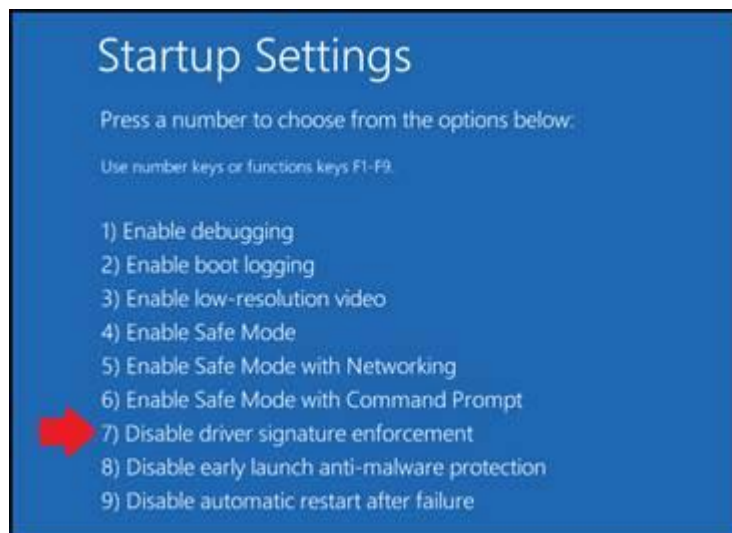 Startup Settings
Press a number to choose from the options below:
Use number keys or functions keys F1-F9.
1) Enable debugging
2) Enable boot logging
3) Enable low-resolution video
4) Enable Safe Mode
5) Enable Safe Mode with Networking
6) Enable Safe Mode with Command Prompt
7) Disable driver signature enforcement
8) Disable early launch anti-malware protection
9) Disable automatic restart after failure